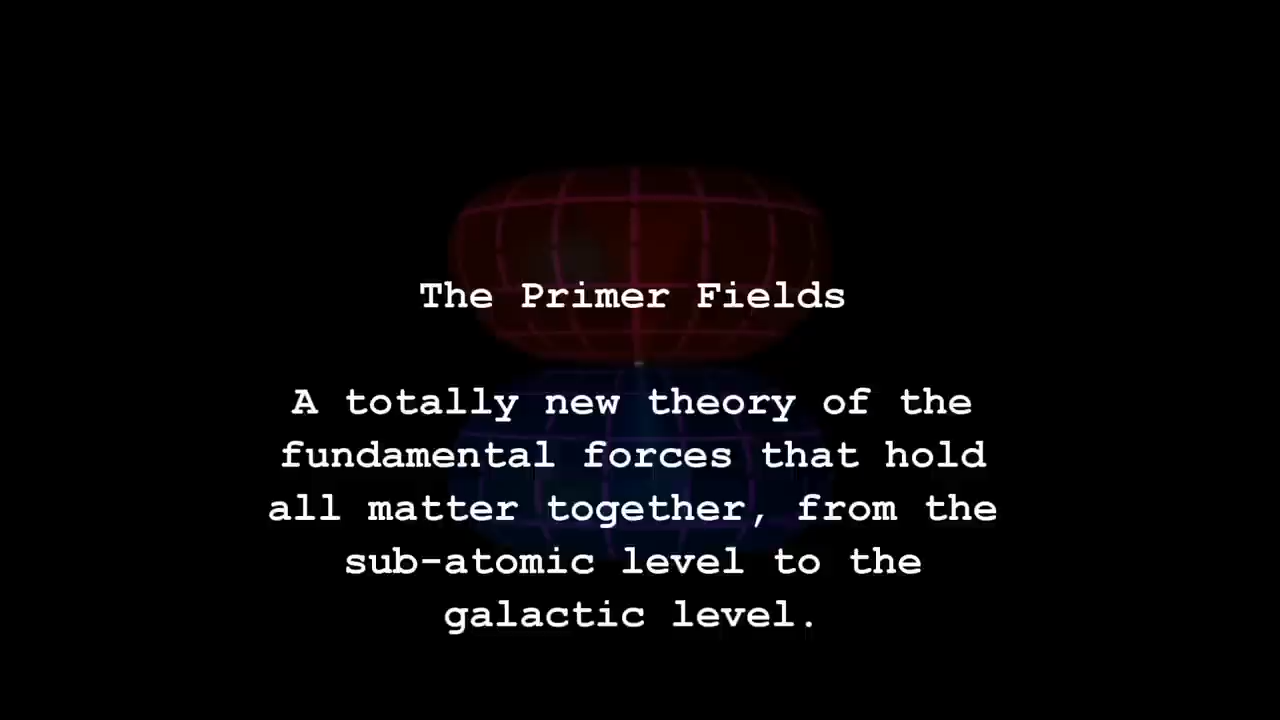 The Primer Fields
A totally new theory of the
fundamental forces that hold
all matter together, from the
sub-atomic level to the
galactic level.